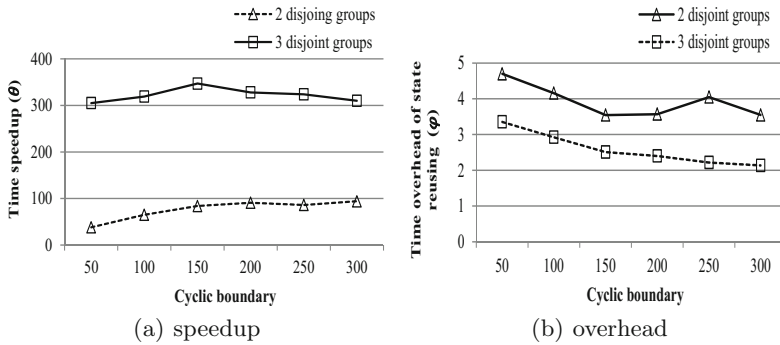 2 disjoing groups
3 disjoint groups
400
300
200
100
0
Time speedup (θ)
50 100 150 200 250 300
Cyclic boundary
(a) speedup
2 disjoint groups
3 disjoint groups
5
4
3
2
1
0
Time overhead of state
reusing (φ)
50 100 150 200 250 300
Cyclic boundary
(b) overhead